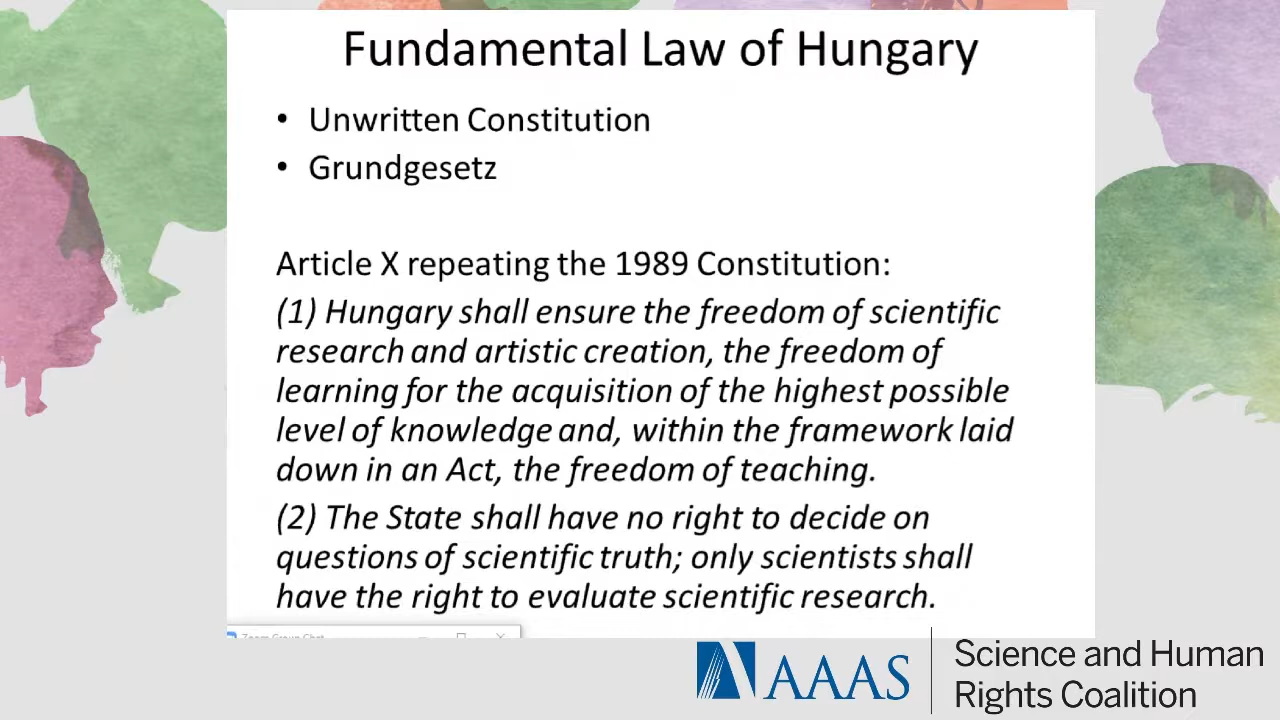 Fundamental Law of Hungary
• Unwritten Constitution
• Grundgesetz
Article X repeating the 1989 Constitution:
(1) Hungary shall ensure the freedom of scientific
research and artistic creation, the freedom of
learning for the acquisition of the highest possible
level of knowledge and, within the framework laid
down in an Act, the freedom of teaching.
(2) The State shall have no right to decide on
questions of scientific truth; only scientists shall
have the right to evaluate scientific research.
Zoom Group Chat
AAAS
Science and Human
Rights Coalition